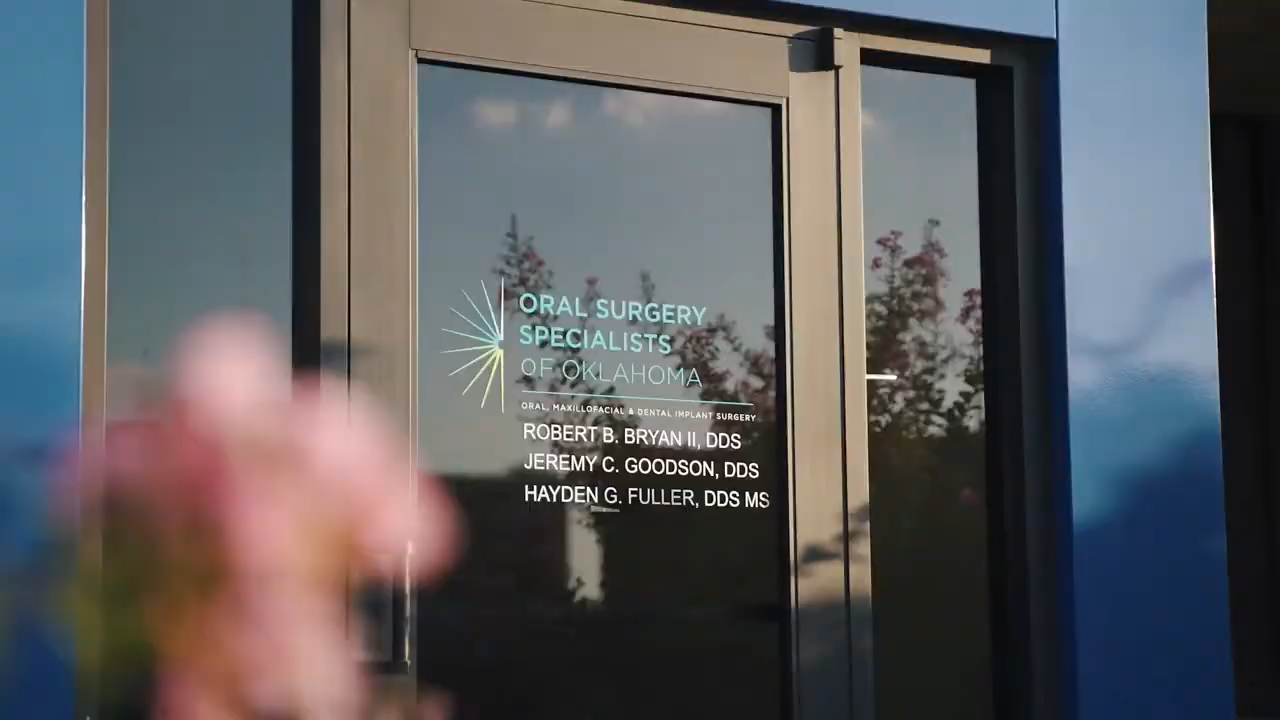 ORAL SURGERY
SPECIALISTS
OF OKLAHOMA
ORAL, MAXILLOFACIAL & DENTAL IMPLANT SURGERY
ROBERT B. BRYAN II, DDS
JEREMY C. GOODSON, DDS
HAYDEN G. FULLER, DDS MS